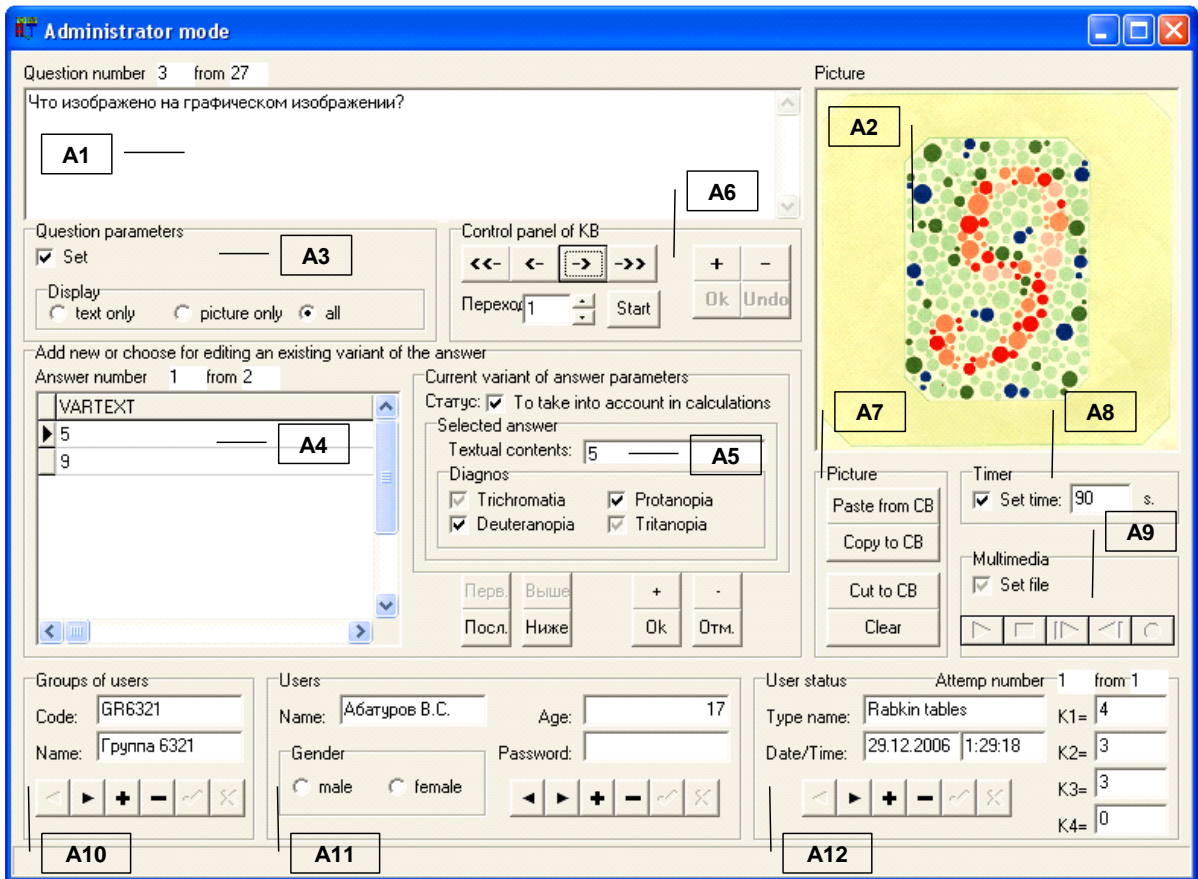 Administrator mode
Question number 3 from 27
Что изображено на графическом изображении?
A1
Picture
A2
A6
Question parameters
Set
A3
Display
text only picture only all
Control panel of KB
<<- <- -> ->>
+ -
Переход 1 Start
Ok Undo
Add new or choose for editing an existing variant of the answer
Answer number 1 from 2
VARTEXT
5
9
A4
Current variant of answer parameters
Статус: To take into account in calculations
Selected answer
Textual contents: 5
A5
Diagnos
Trichromatia Protanopia
Deuteranopia Tritanopia
Перв. Выше + -
Посл. Ниже Ok Отм.
A7
A8
Picture
Paste from CB
Copy to CB
Cut to CB
Clear
Timer
Set time: 90 s.
A9
Multimedia
Set file
Groups of users
Code: GR6321
Name: Группа 6321
A10
Users
Name: Абатуров В.С. Age: 17
Gender
male female
Password:
A11
User status Attemp number 1 from 1
Type name: Rabkin tables K1= 4
Date/Time: 29.12.2006 1:29:18 K2= 3
K3= 3
K4= 0
A12